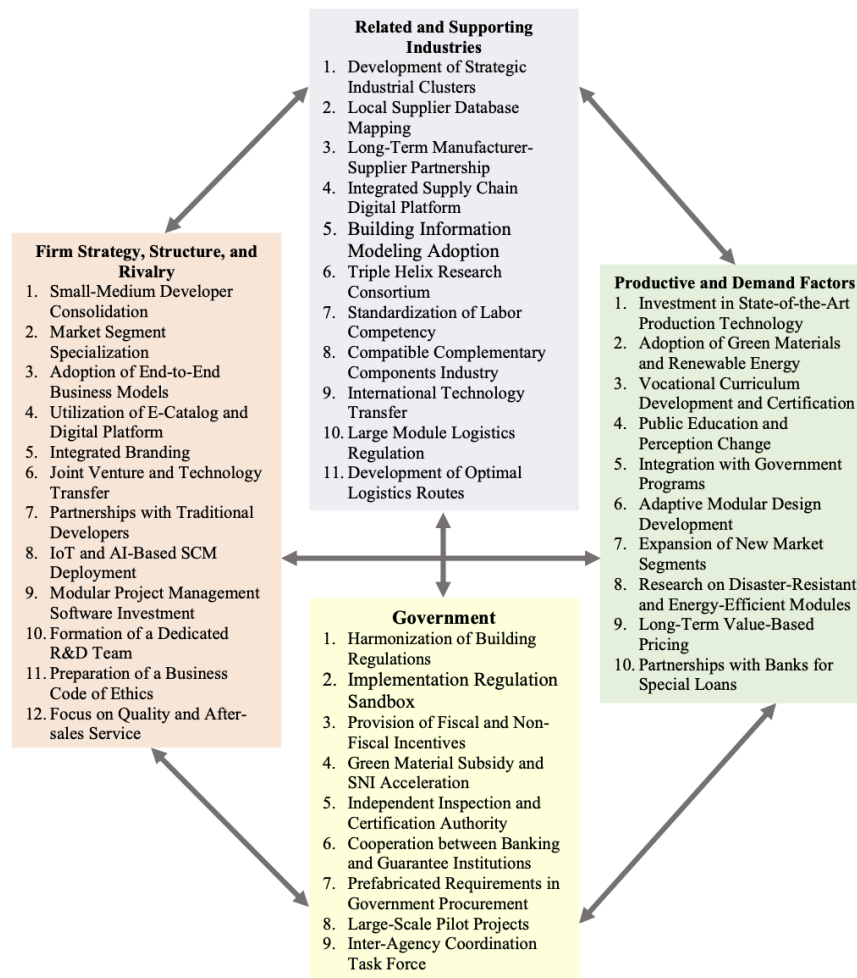 Related and Supporting
Industries
1. Development of Strategic
Industrial Clusters
2. Local Supplier Database
Mapping
3. Long-Term Manufacturer-
Supplier Partnership
4. Integrated Supply Chain
Digital Platform
5. Building Information
Modeling Adoption
6. Triple Helix Research
Consortium
7. Standardization of Labor
Competency
8. Compatible Complementary
Components Industry
9. International Technology
Transfer
10. Large Module Logistics
Regulation
11. Development of Optimal
Logistics Routes
Firm Strategy, Structure, and
Rivalry
1. Small-Medium Developer
Consolidation
2. Market Segment
Specialization
3. Adoption of End-to-End
Business Models
4. Utilization of E-Catalog and
Digital Platform
5. Integrated Branding
6. Joint Venture and Technology
Transfer
7. Partnerships with Traditional
Developers
8. IoT and AI-Based SCM
Deployment
9. Modular Project Management
Software Investment
10. Formation of a Dedicated
R&D Team
11. Preparation of a Business
Code of Ethics
12. Focus on Quality and After-
sales Service
Productive and Demand Factors
1. Investment in State-of-the-Art
Production Technology
2. Adoption of Green Materials
and Renewable Energy
3. Vocational Curriculum
Development and Certification
4. Public Education and
Perception Change
5. Integration with Government
Programs
6. Adaptive Modular Design
Development
7. Expansion of New Market
Segments
8. Research on Disaster-Resistant
and Energy-Efficient Modules
9. Long-Term Value-Based
Pricing
10. Partnerships with Banks for
Special Loans
Government
1. Harmonization of Building
Regulations
2. Implementation Regulation
Sandbox
3. Provision of Fiscal and Non-
Fiscal Incentives
4. Green Material Subsidy and
SNI Acceleration
5. Independent Inspection and
Certification Authority
6. Cooperation between Banking
and Guarantee Institutions
7. Prefabricated Requirements in
Government Procurement
8. Large-Scale Pilot Projects
9. Inter-Agency Coordination
Task Force